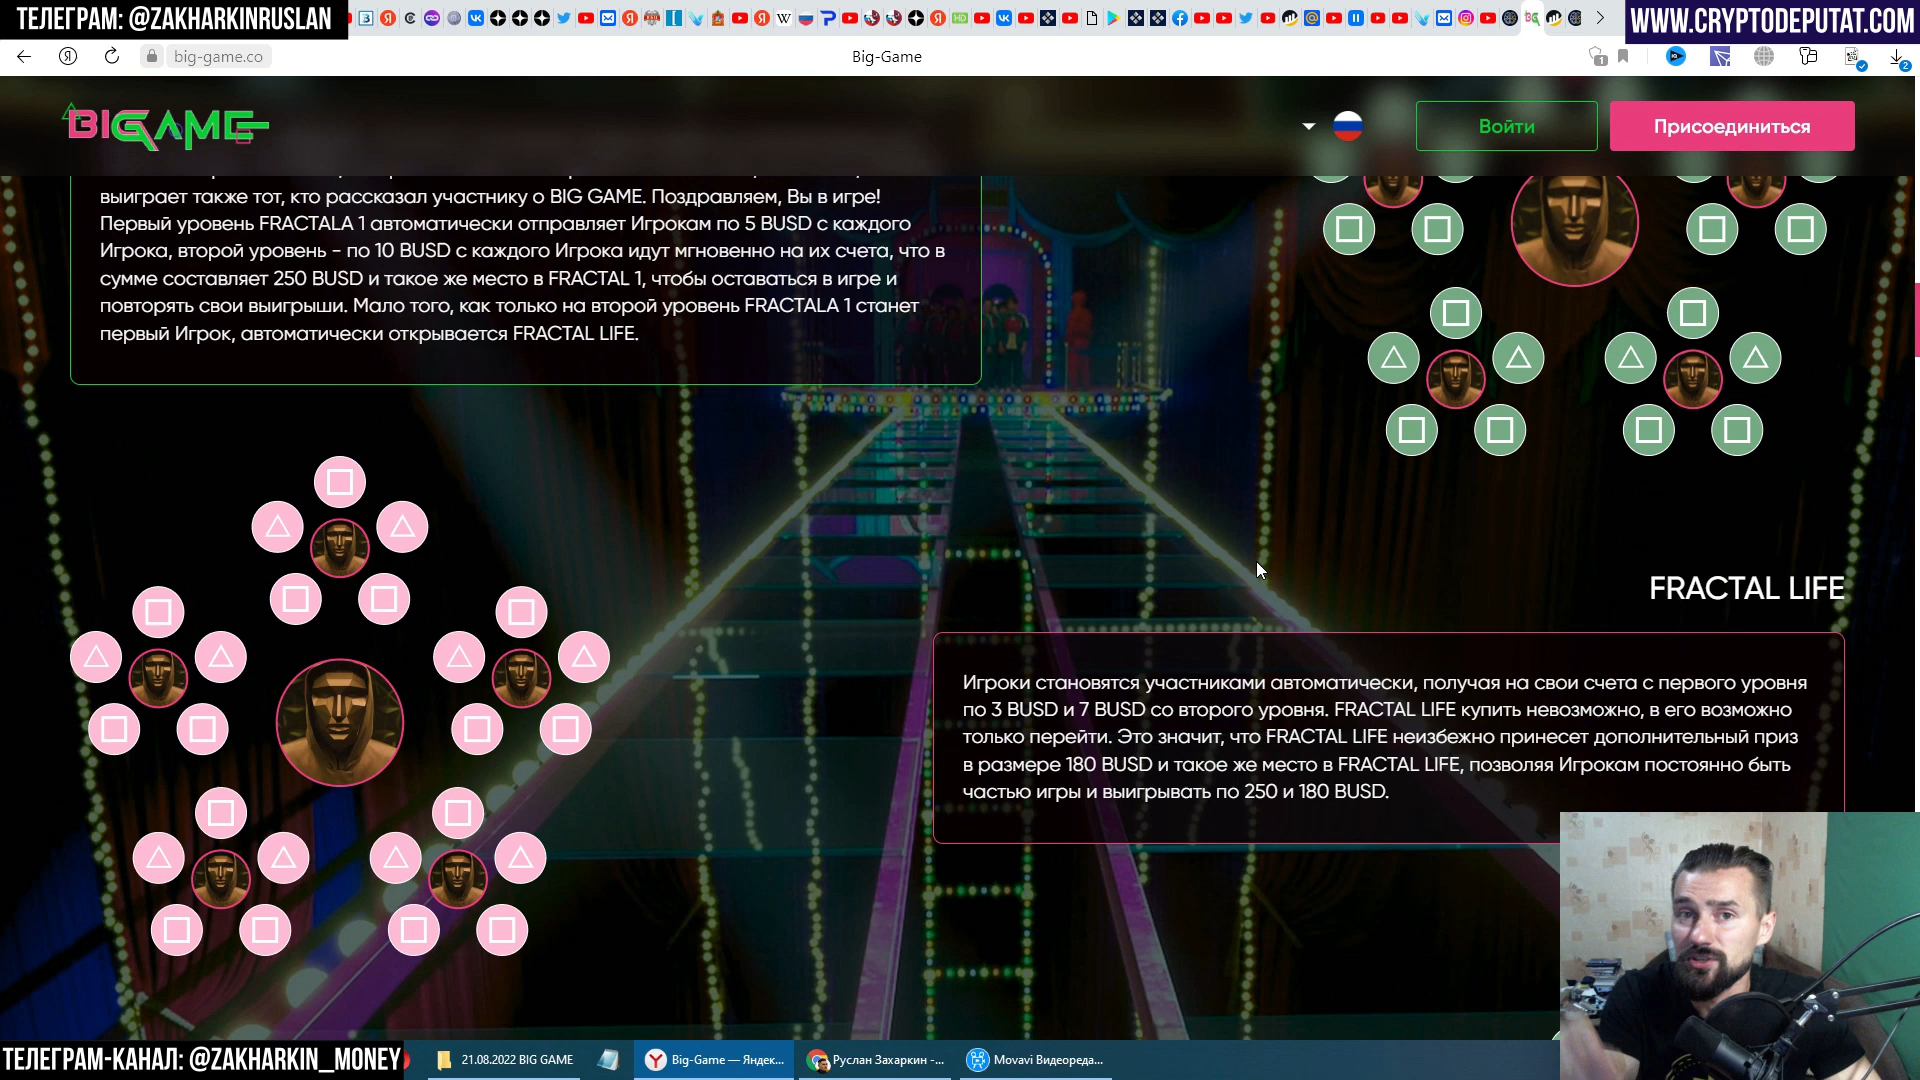 ТЕЛЕГРАМ: @ZAKHARKINRUSLAN
WWW.CRYPTODEPUTAT.COM
big-game.co
Big-Game
1
2
BIGAME
Войти
Присоединиться
выиграет также тот, кто рассказал участнику о BIG GAME. Поздравляем, Вы в игре!
Первый уровень FRACTALA 1 автоматически отправляет Игрокам по 5 BUSD с каждого
Игрока, второй уровень - по 10 BUSD с каждого Игрока идут мгновенно на их счета, что в
сумме составляет 250 BUSD и такое же место в FRACTAL 1, чтобы оставаться в игре и
повторять свои выигрыши. Мало того, как только на второй уровень FRACTALA 1 станет
первый Игрок, автоматически открывается FRACTAL LIFE.
FRACTAL LIFE
Игроки становятся участниками автоматически, получая на свои счета с первого уровня
по 3 BUSD и 7 BUSD со второго уровня. FRACTAL LIFE купить невозможно, в его возможно
только перейти. Это значит, что FRACTAL LIFE неизбежно принесет дополнительный приз
в размере 180 BUSD и такое же место в FRACTAL LIFE, позволяя Игрокам постоянно быть
частью игры и выигрывать по 250 и 180 BUSD.
ТЕЛЕГРАМ-КАНАЛ: @ZAKHARKIN_MONEY
21.08.2022 BIG GAME
Big-Game — Яндек...
Руслан Захаркин -...
Movavi Видеореда...